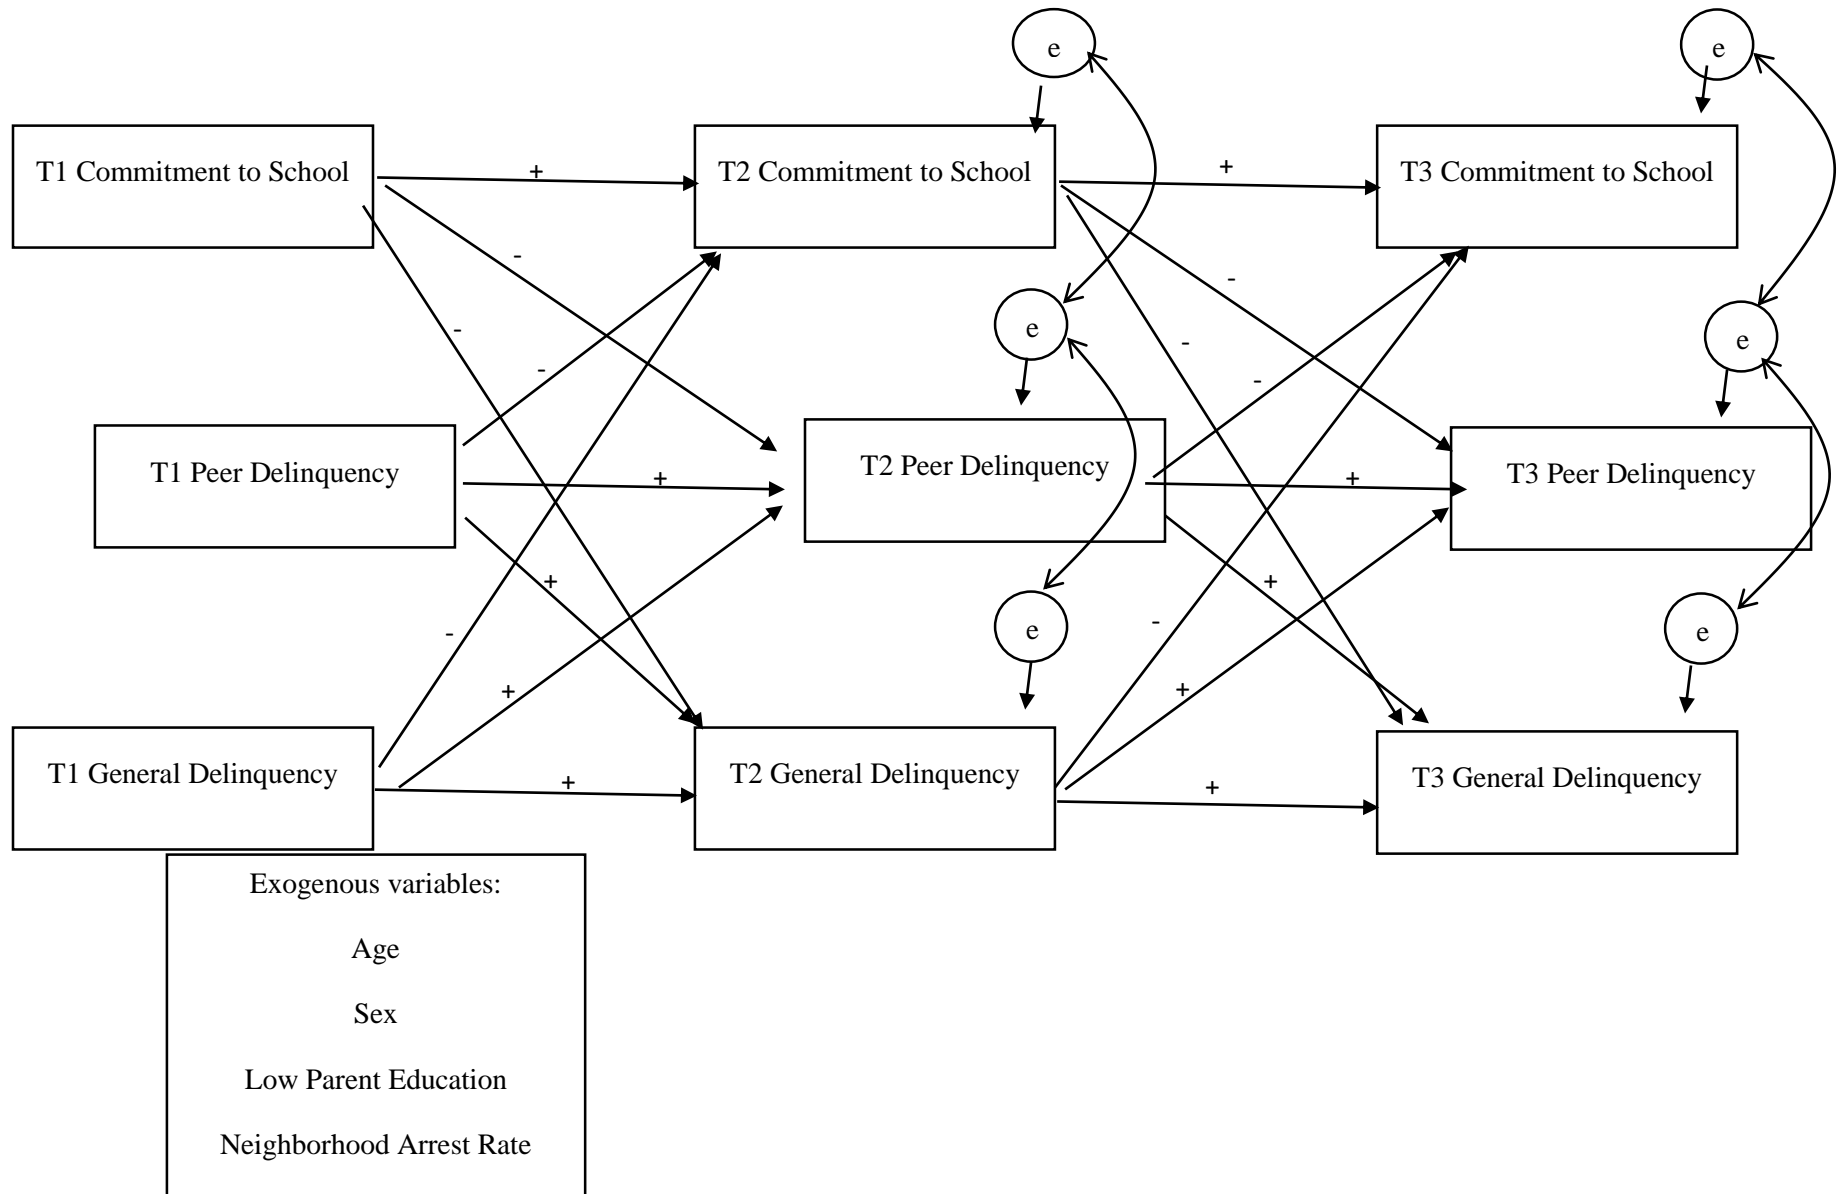 e
e
T1 Commitment to School
+
T2 Commitment to School
+
T3 Commitment to School
-
-
-
e
e
-
-
-
T1 Peer Delinquency
+
T2 Peer Delinquency
+
T3 Peer Delinquency
+
+
-
-
e
e
+
+
T1 General Delinquency
+
T2 General Delinquency
+
T3 General Delinquency
Exogenous variables:
Age
Sex
Low Parent Education
Neighborhood Arrest Rate